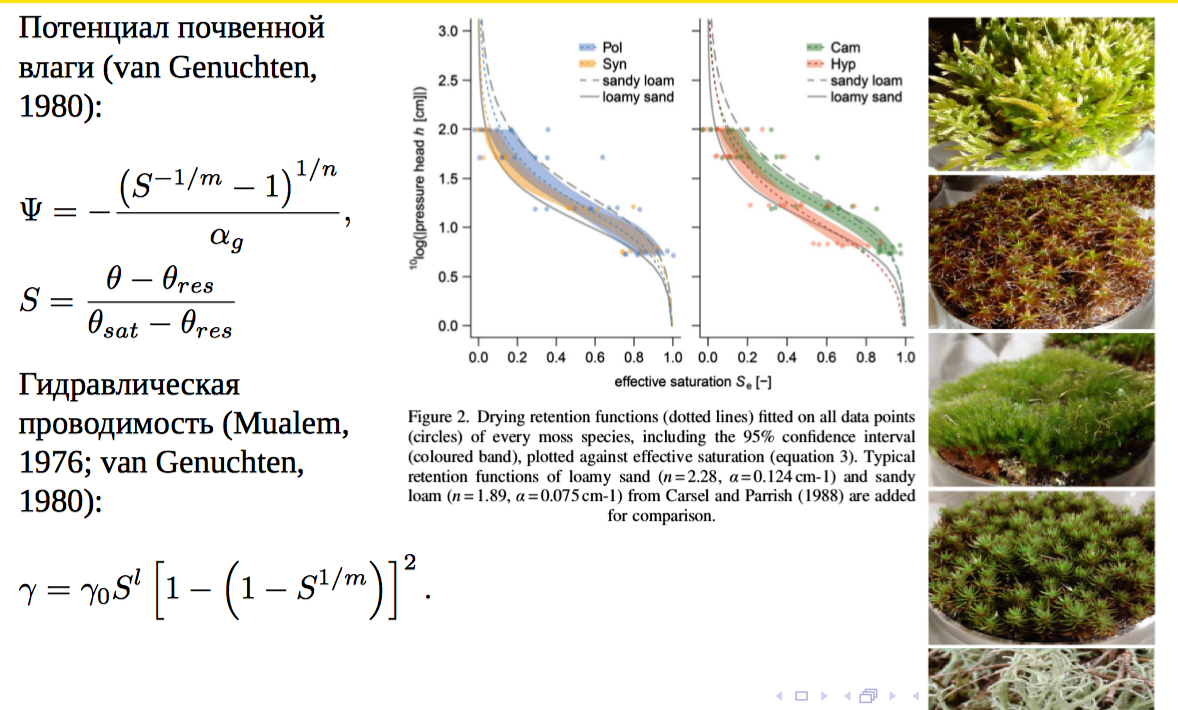 Потенциал почвенной
влаги (van Genuchten,
1980):
Ψ = −(S^{−1/m} − 1)^{1/n} / α_g,
S = (θ − θ_{res}) / (θ_{sat} − θ_{res})
Гидравлическая
проводимость (Mualem,
1976; van Genuchten,
1980):
γ = γ_0 S^l [1 − (1 − S^{1/m})]^2.
¹⁰log(|pressure head h [cm]|)
3.0
2.5
2.0
1.5
1.0
0.5
0.0
Pol
Syn
sandy loam
loamy sand
0.0 0.2 0.4 0.6 0.8 1.0
Cam
Hyp
sandy loam
loamy sand
0.0 0.2 0.4 0.6 0.8 1.0
effective saturation S_e [-]
Figure 2. Drying retention functions (dotted lines) fitted on all data points
(circles) of every moss species, including the 95% confidence interval
(coloured band), plotted against effective saturation (equation 3). Typical
retention functions of loamy sand (n=2.28, α=0.124 cm-1) and sandy
loam (n=1.89, α=0.075 cm-1) from Carsel and Parrish (1988) are added
for comparison.